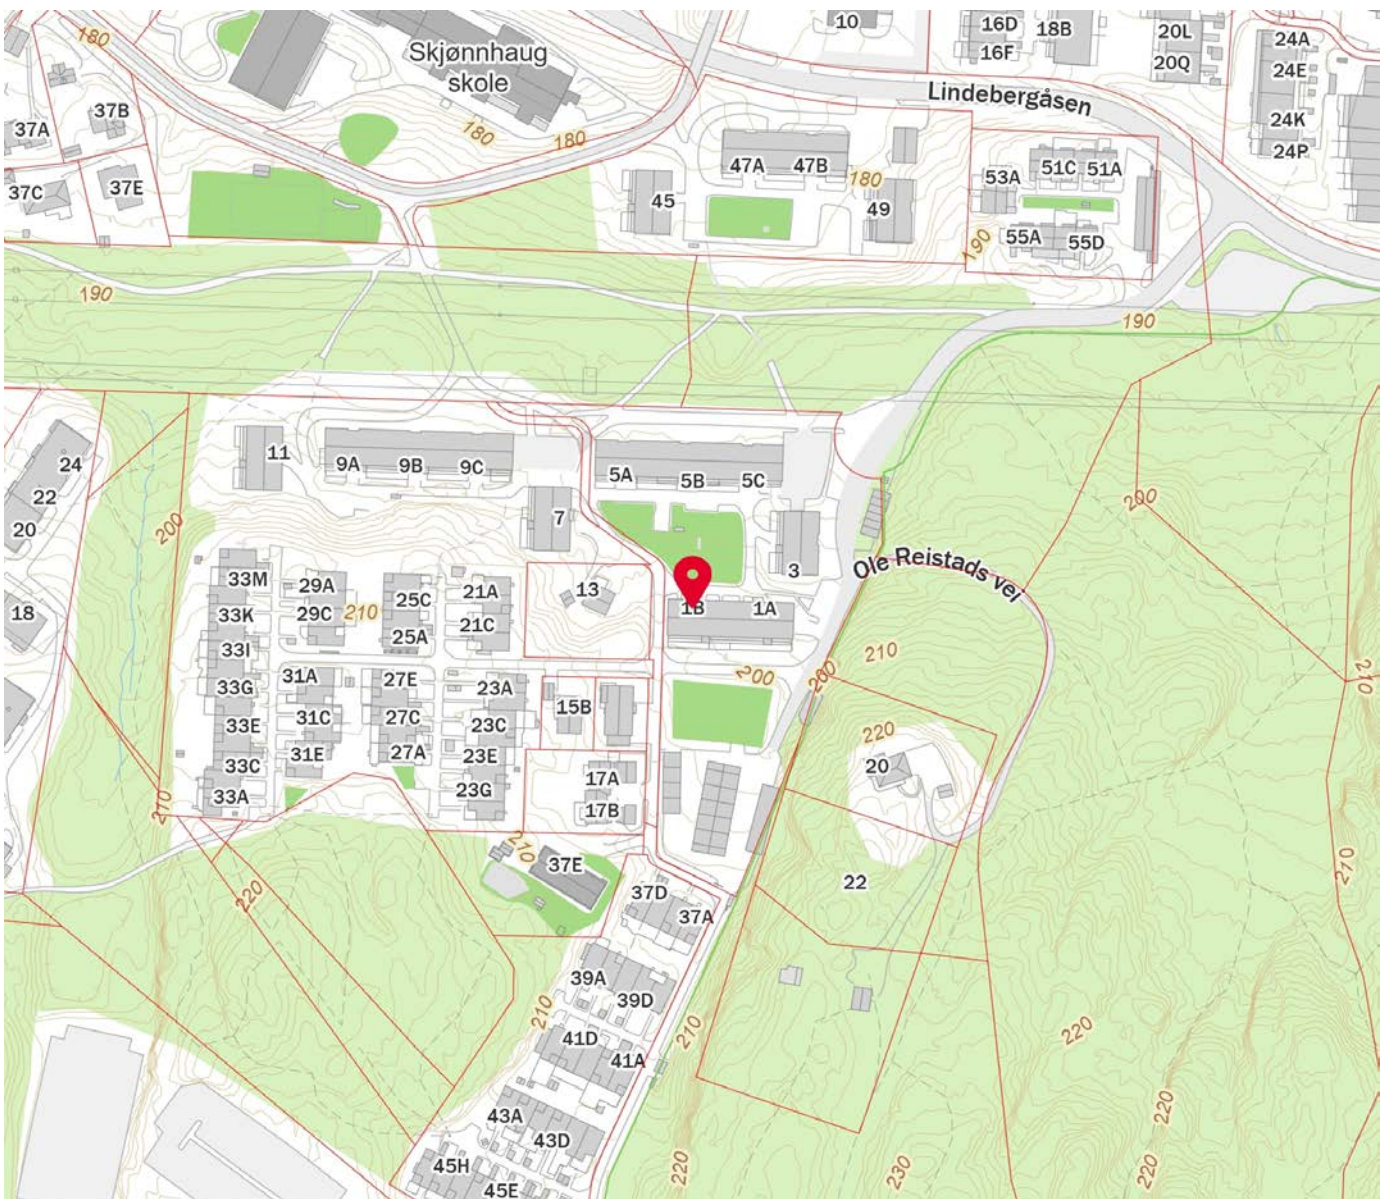 10
16D
18B
20L
24A
180
Skjønnhaug
skole
16F
20Q
24E
37B
Lindebergåsen
37A
180
180
24K
24P
47A
47B
180
51C
51A
53A
37C
37E
45
49
55A
55D
190
190
190
24
11
9A
9B
9C
5A
5B
5C
22
200
200
20
7
Ole Reistads vei
3
33M
29A
25C
21A
13
18
33K
29C
210
21C
1B
1A
25A
33I
210
31A
27E
200
200
210
33G
23A
31C
27C
15B
33E
23C
220
31E
27A
23E
33C
20
17A
33A
23G
17B
210
210
37E
210
22
220
37D
37A
39A
39D
210
41D
210
220
41A
43A
220
43D
45H
220
230
220
45E